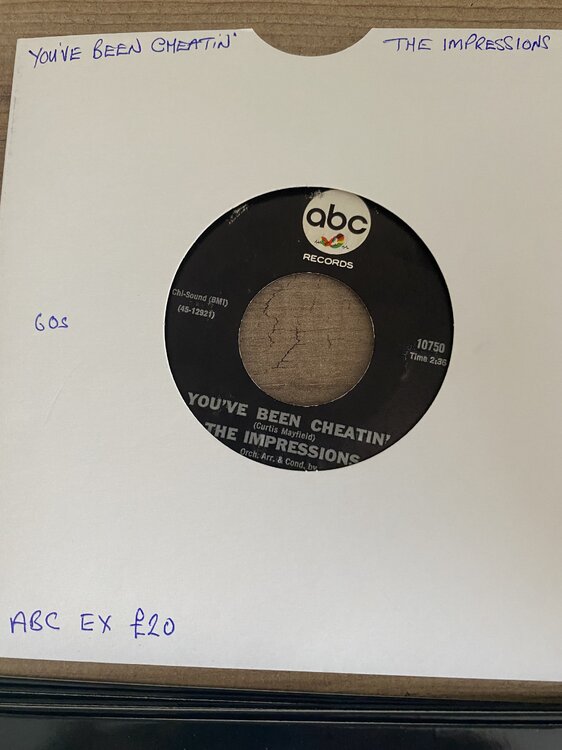 YOU'VE BEEN CHEATIN' THE IMPRESSIONS
abc
RECORDS
Chi-Sound (BMI)
(45-12921)
60s
10750
Time 2:36
YOU'VE BEEN CHEATIN'
(Curtis Mayfield)
THE IMPRESSIONS
Orch. Arr. & Cond. by
ABC EX £20